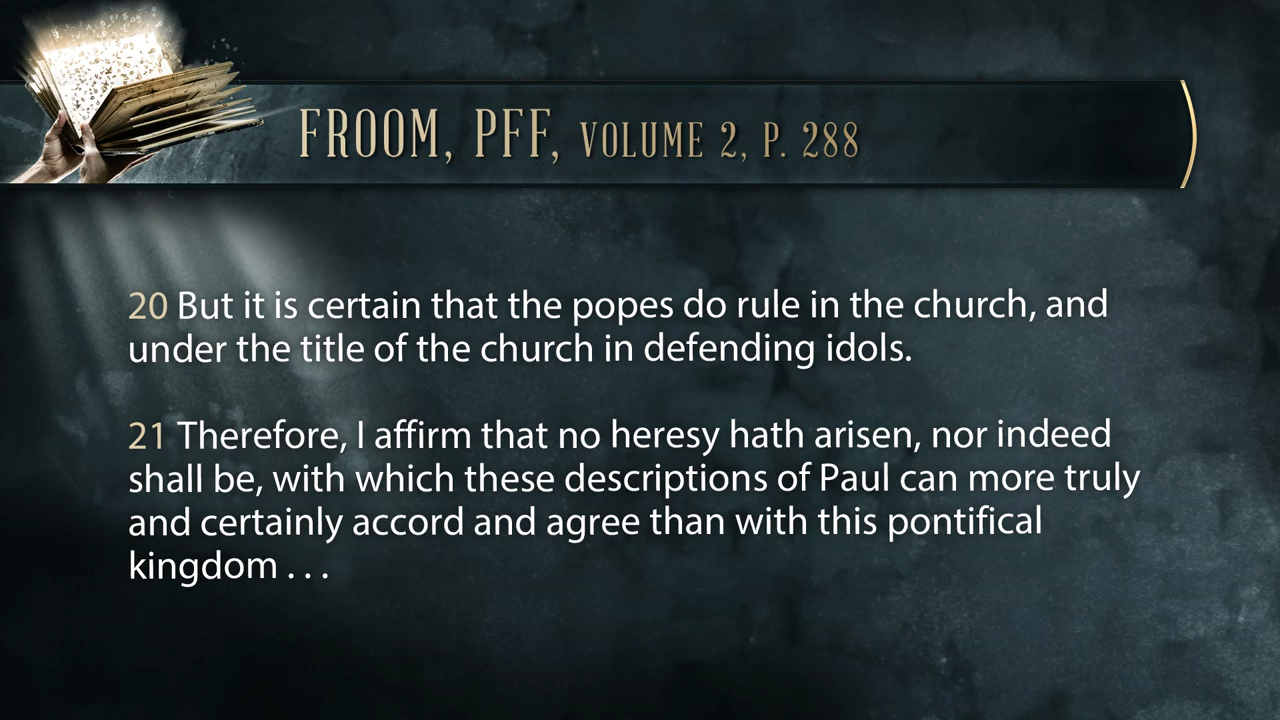 FROOM, PFF, VOLUME 2, P. 288
20 But it is certain that the popes do rule in the church, and
under the title of the church in defending idols.
21 Therefore, I affirm that no heresy hath arisen, nor indeed
shall be, with which these descriptions of Paul can more truly
and certainly accord and agree than with this pontifical
kingdom . . .